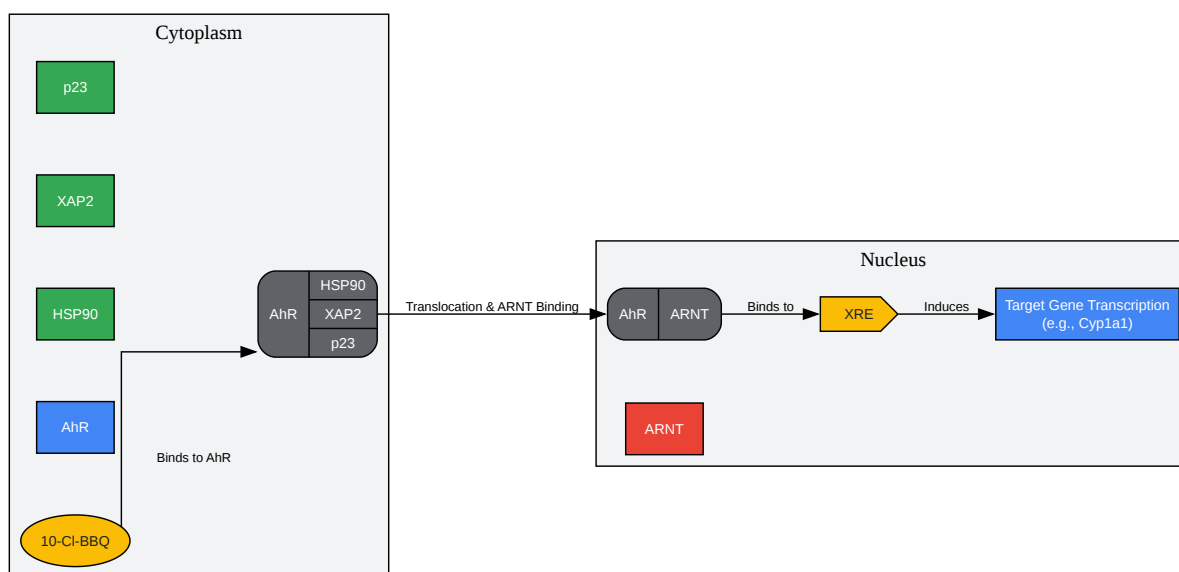 Cytoplasm
p23
XAP2
HSP90
AhR
10-Cl-BBQ
Binds to AhR
AhR
HSP90
XAP2
p23
Translocation & ARNT Binding
Nucleus
AhR
ARNT
Binds to
XRE
Induces
Target Gene Transcription
(e.g., Cyp1a1)
ARNT